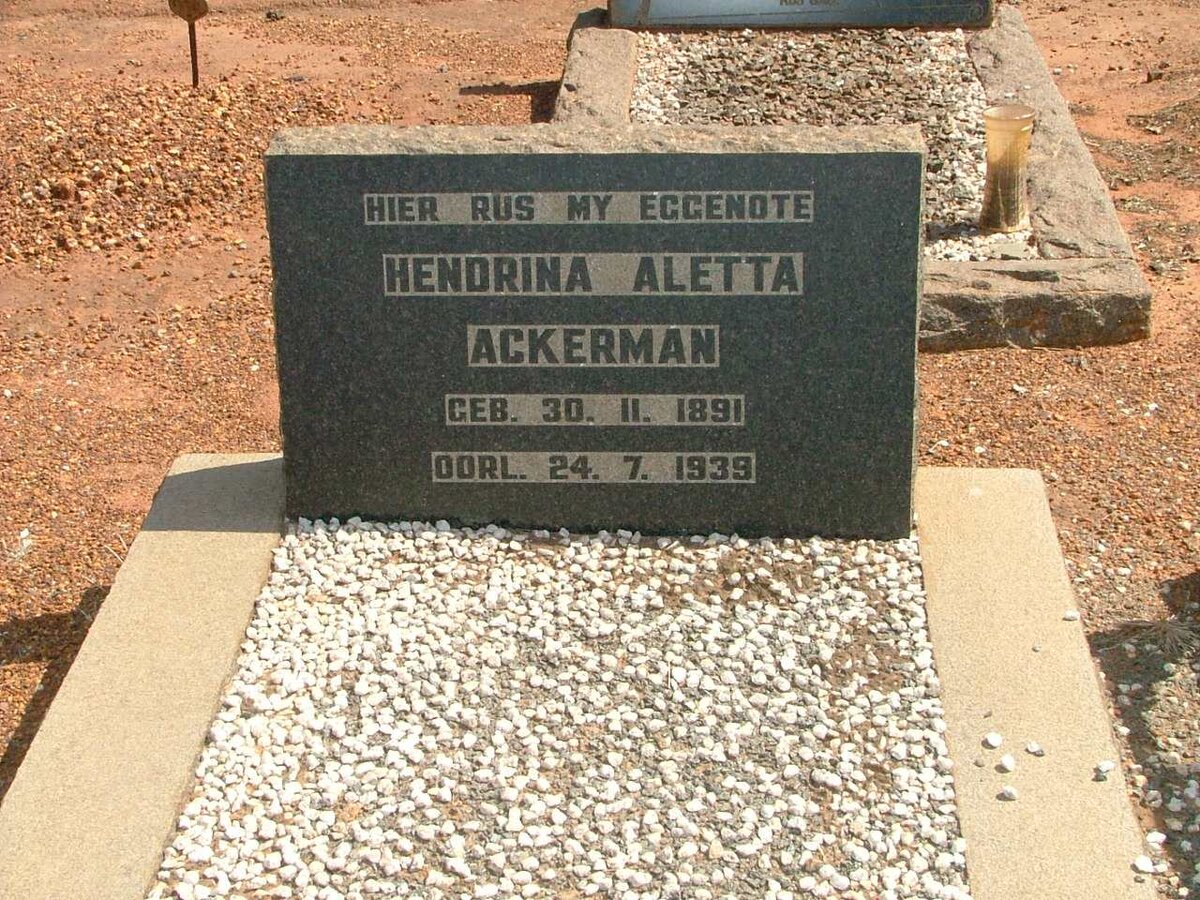 HIER RUS MY EGGENOTE
HENDRINA ALETTA
ACKERMAN
GEB. 30. 11. 1891
OORL. 24. 7. 1939